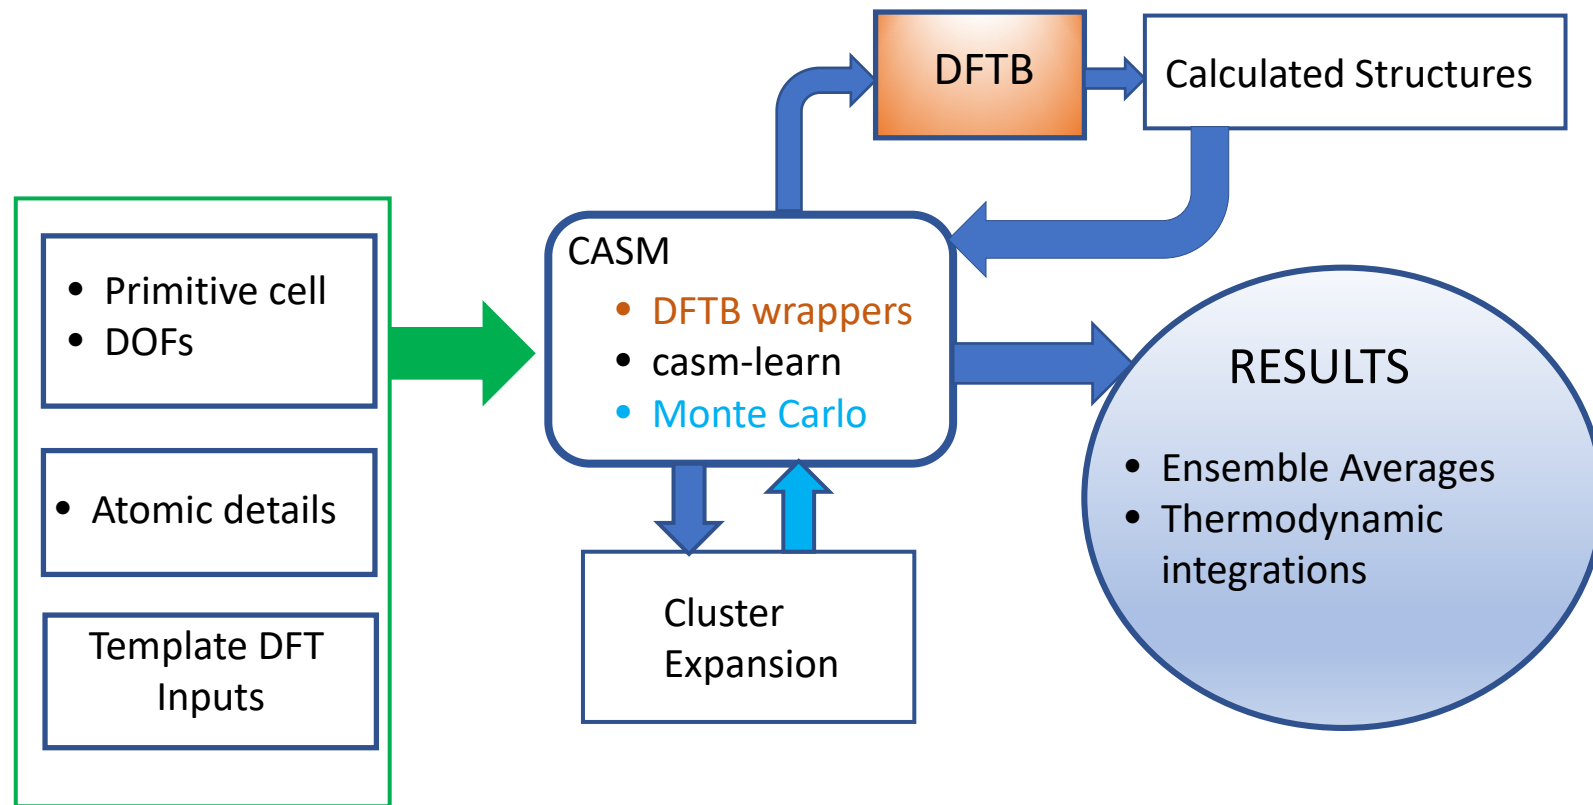 DFTB
Calculated Structures
• Primitive cell
• DOFs
• Atomic details
Template DFT
Inputs
CASM
• DFTB wrappers
• casm-learn
• Monte Carlo
Cluster
Expansion
RESULTS
• Ensemble Averages
• Thermodynamic
integrations